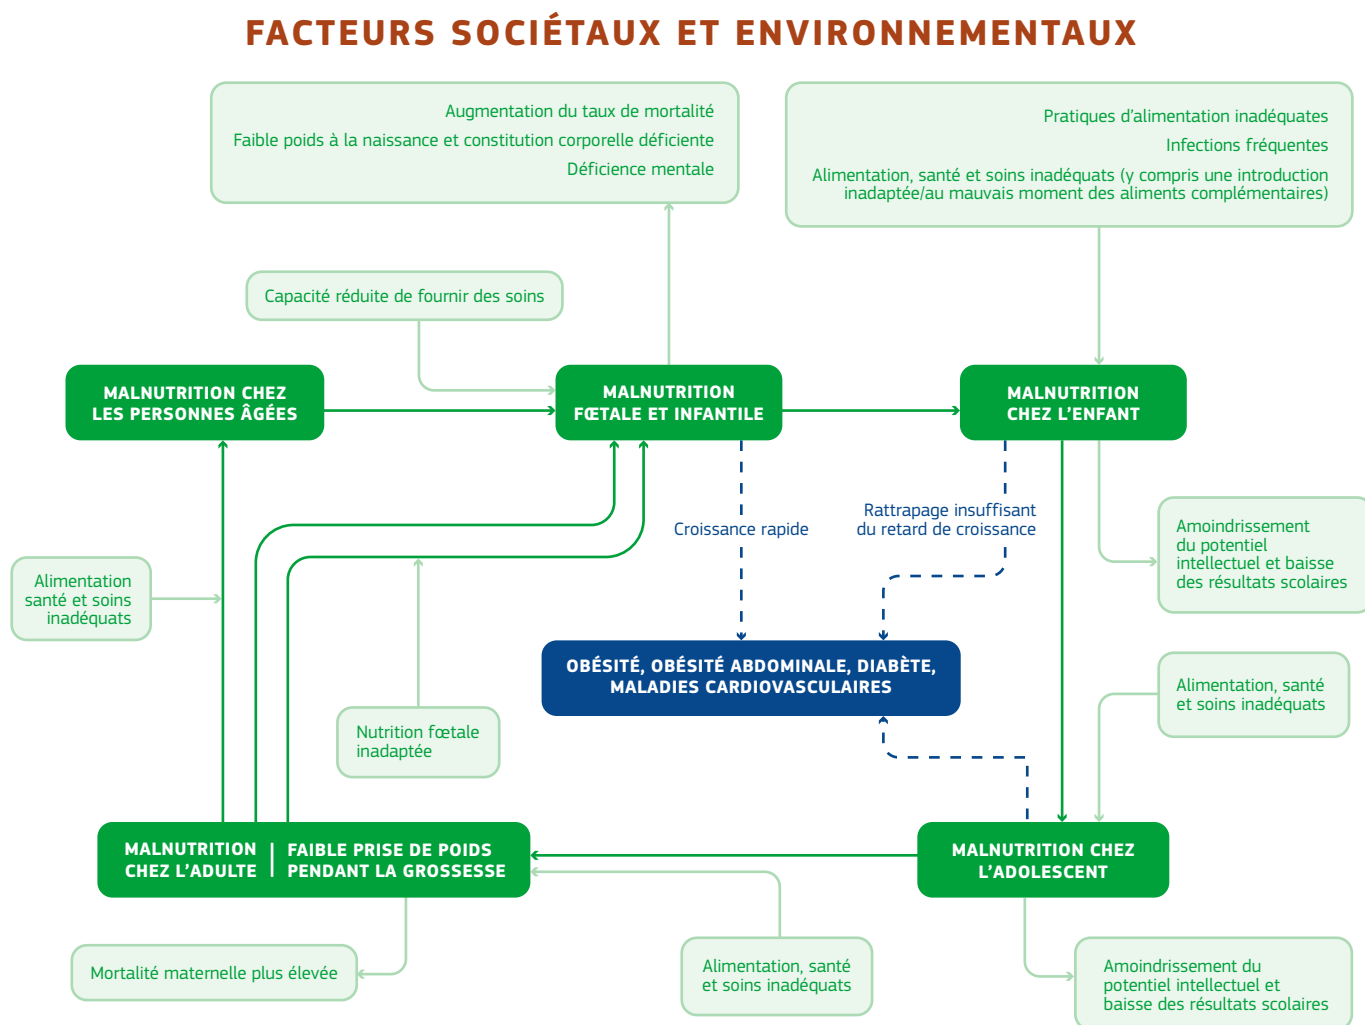 FACTEURS SOCIÉTAUX ET ENVIRONNEMENTAUX
Augmentation du taux de mortalité
Faible poids à la naissance et constitution corporelle déficiente
Déficience mentale
Pratiques d'alimentation inadéquates
Infections fréquentes
Alimentation, santé et soins inadéquats (y compris une introduction
inadaptée/au mauvais moment des aliments complémentaires)
Capacité réduite de fournir des soins
MALNUTRITION CHEZ
LES PERSONNES ÂGÉES
MALNUTRITION
FŒTALE ET INFANTILE
MALNUTRITION
CHEZ L'ENFANT
Croissance rapide
Rattrapage insuffisant
du retard de croissance
Amoindrissement
du potentiel
intellectuel et baisse
des résultats scolaires
Alimentation
santé et soins
inadéquats
OBÉSITÉ, OBÉSITÉ ABDOMINALE, DIABÈTE,
MALADIES CARDIOVASCULAIRES
Alimentation, santé
et soins inadéquats
Nutrition fœtale
inadaptée
MALNUTRITION
CHEZ L'ADULTE
FAIBLE PRISE DE POIDS
PENDANT LA GROSSESSE
MALNUTRITION CHEZ
L'ADOLESCENT
Mortalité maternelle plus élevée
Alimentation, santé
et soins inadéquats
Amoindrissement du
potentiel intellectuel et
baisse des résultats scolaires